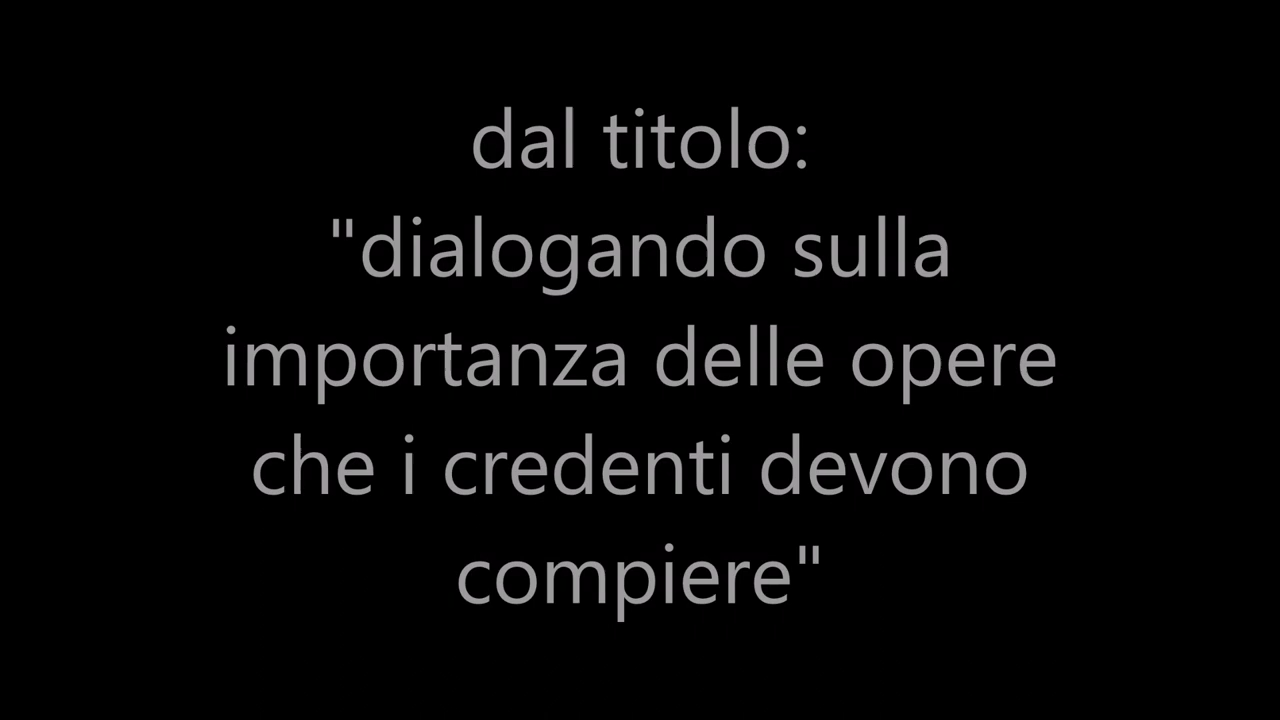 dal titolo:
"dialogando sulla
importanza delle opere
che i credenti devono
compiere"